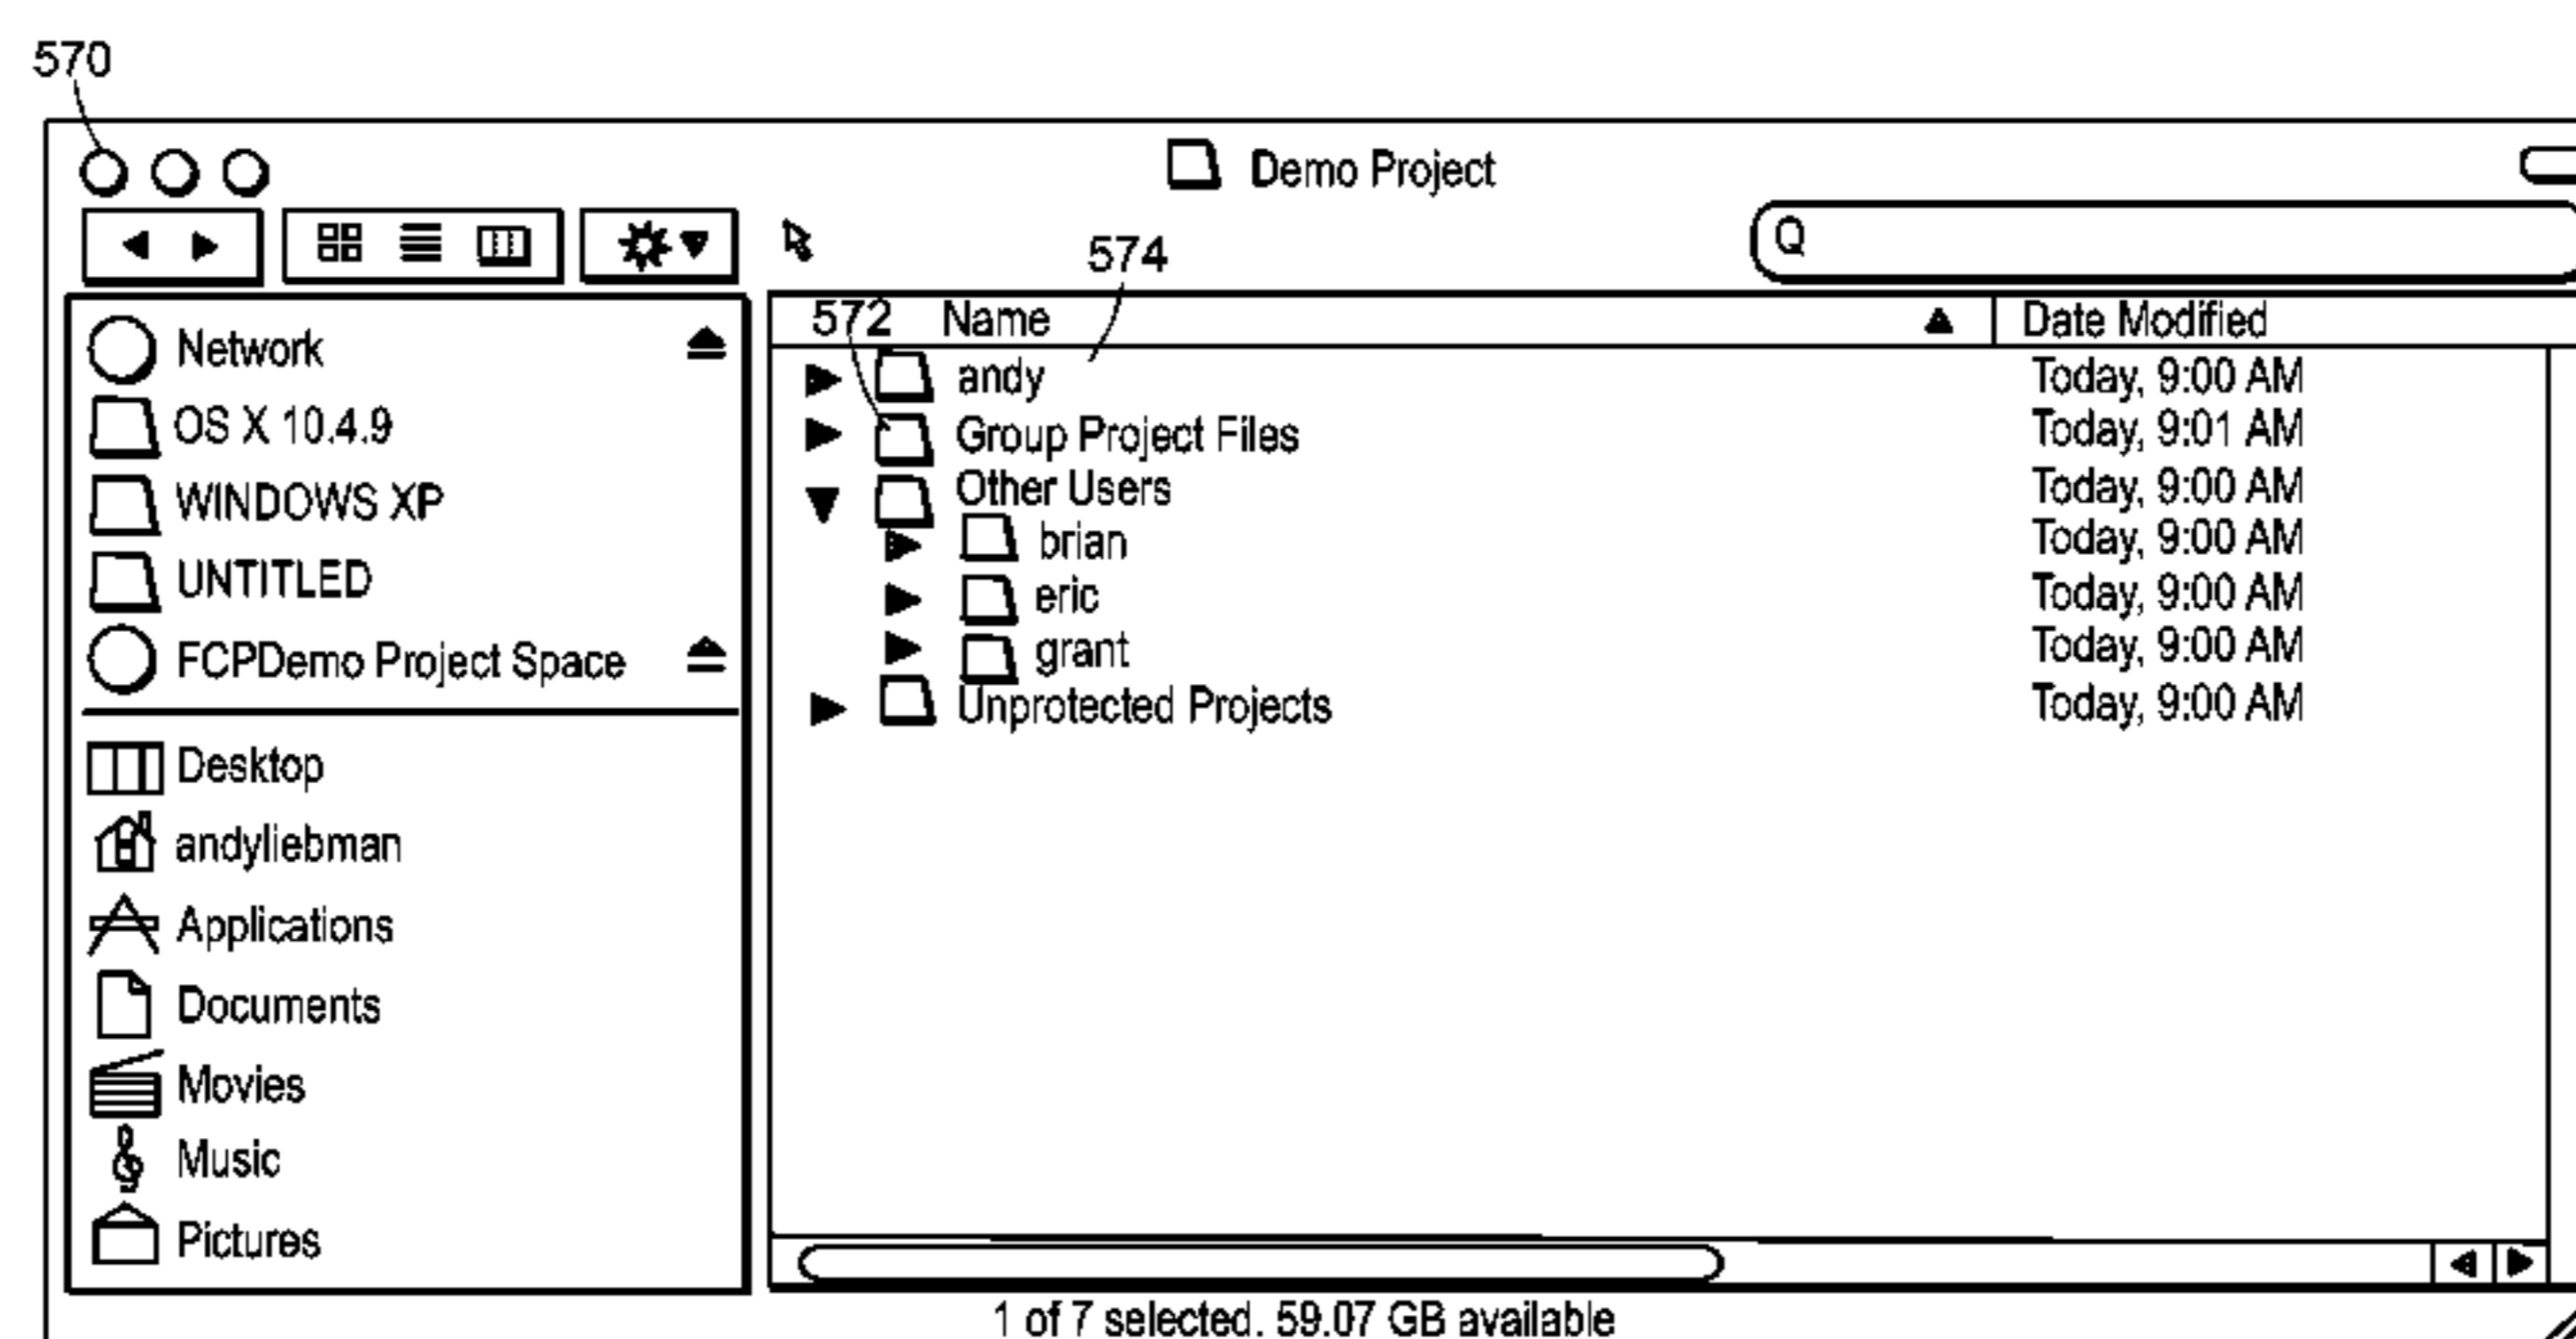 570
Demo Project
574
Q
572 Name Date Modified
Network
OS X 10.4.9
WINDOWS XP
UNTITLED
FCPDemo Project Space
Desktop
andyliebman
Applications
Documents
Movies
Music
Pictures
andy Today, 9:00 AM
Group Project Files Today, 9:01 AM
Other Users Today, 9:00 AM
brian Today, 9:00 AM
eric Today, 9:00 AM
grant Today, 9:00 AM
Unprotected Projects Today, 9:00 AM
1 of 7 selected. 59.07 GB available